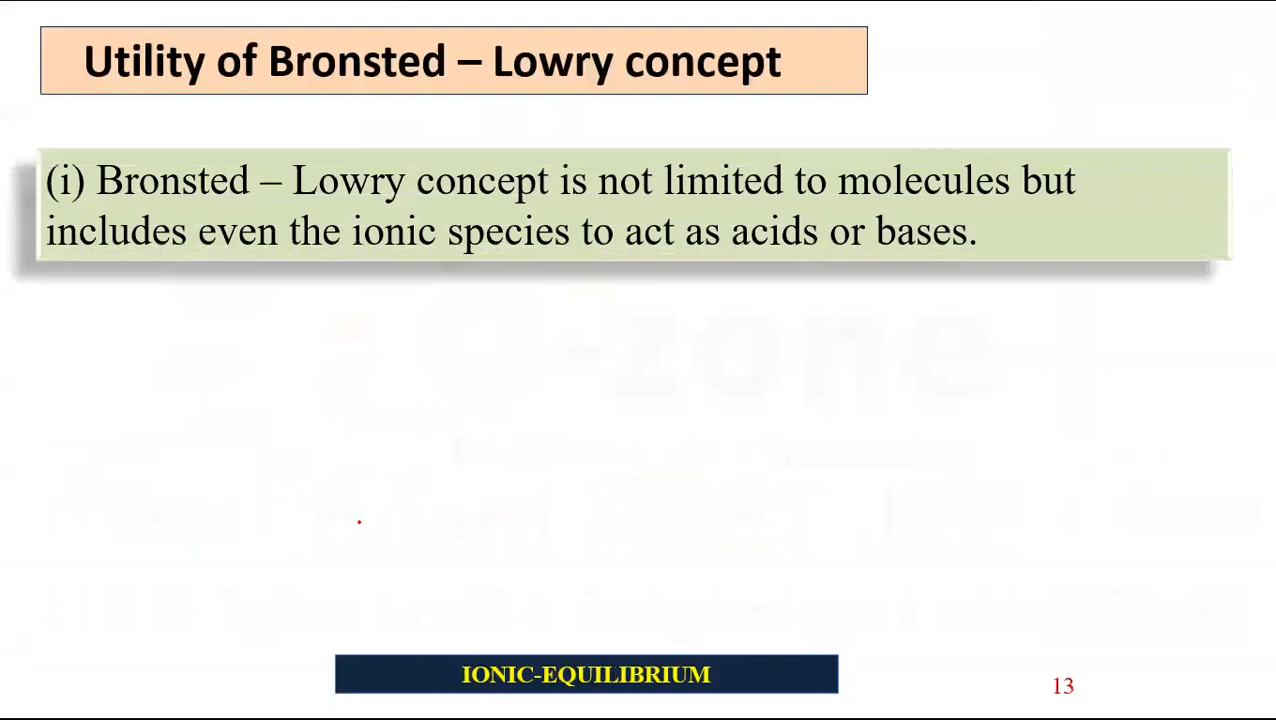 Utility of Bronsted – Lowry concept
(i) Bronsted – Lowry concept is not limited to molecules but
includes even the ionic species to act as acids or bases.
O-zone
IONIC-EQUILIBRIUM
13